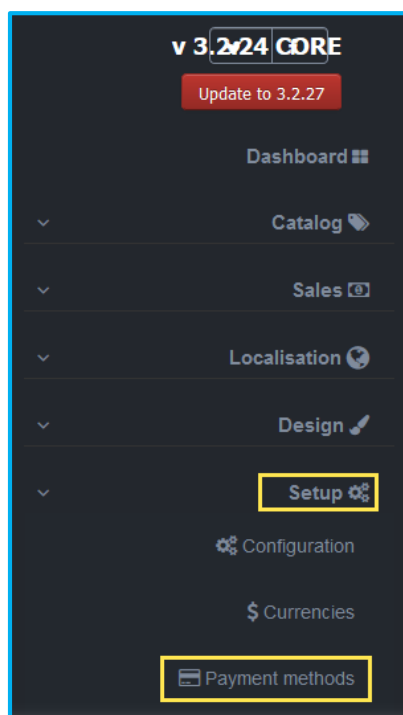 v 3.2.24 CORE
Update to 3.2.27
Dashboard
Catalog
Sales
Localisation
Design
Setup
Configuration
$ Currencies
Payment methods